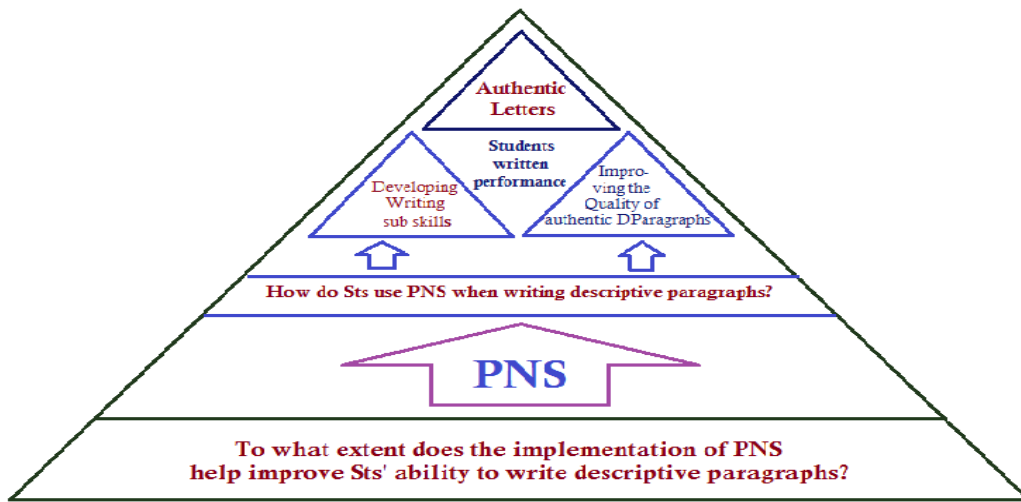 Authentic
Letters
Students
written
performance
Developing
Writing
sub skills
Impro-
ving the
Quality of
authentic DParagraphs
How do Sts use PNS when writing descriptive paragraphs?
PNS
To what extent does the implementation of PNS
help improve Sts' ability to write descriptive paragraphs?